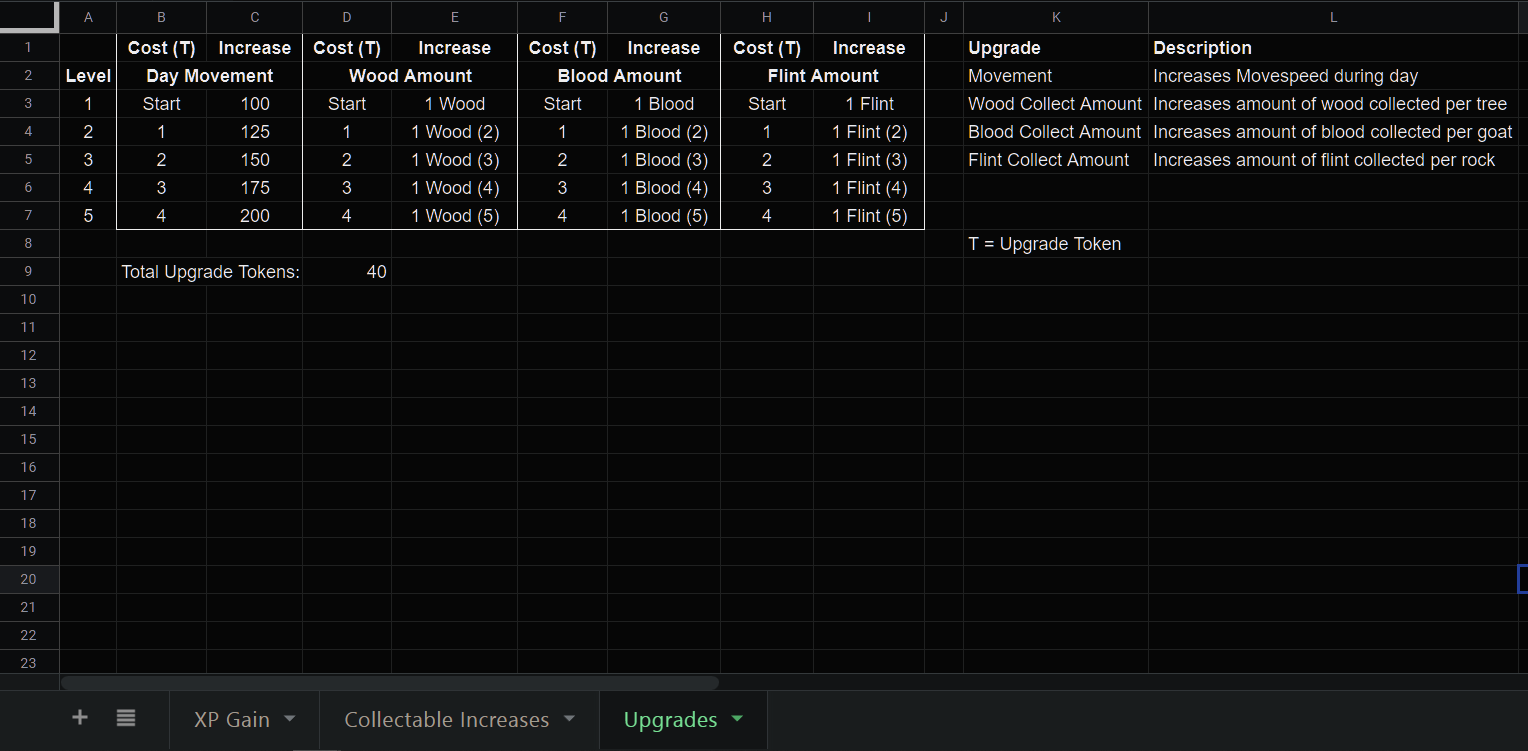 A B C D E F G H I J K L
1 Cost (T) Increase Cost (T) Increase Cost (T) Increase Cost (T) Increase Upgrade Description
2 Level Day Movement Wood Amount Blood Amount Flint Amount Movement Increases Movespeed during day
3 1 Start 100 Start 1 Wood Start 1 Blood Start 1 Flint Wood Collect Amount Increases amount of wood collected per tree
4 2 1 125 1 1 Wood (2) 1 1 Blood (2) 1 1 Flint (2) Blood Collect Amount Increases amount of blood collected per goat
5 3 2 150 2 1 Wood (3) 2 1 Blood (3) 2 1 Flint (3) Flint Collect Amount Increases amount of flint collected per rock
6 4 3 175 3 1 Wood (4) 3 1 Blood (4) 3 1 Flint (4)
7 5 4 200 4 1 Wood (5) 4 1 Blood (5) 4 1 Flint (5)
8 T = Upgrade Token
9 Total Upgrade Tokens: 40
10
11
12
13
14
15
16
17
18
19
20
21
22
23
XP Gain Collectable Increases Upgrades